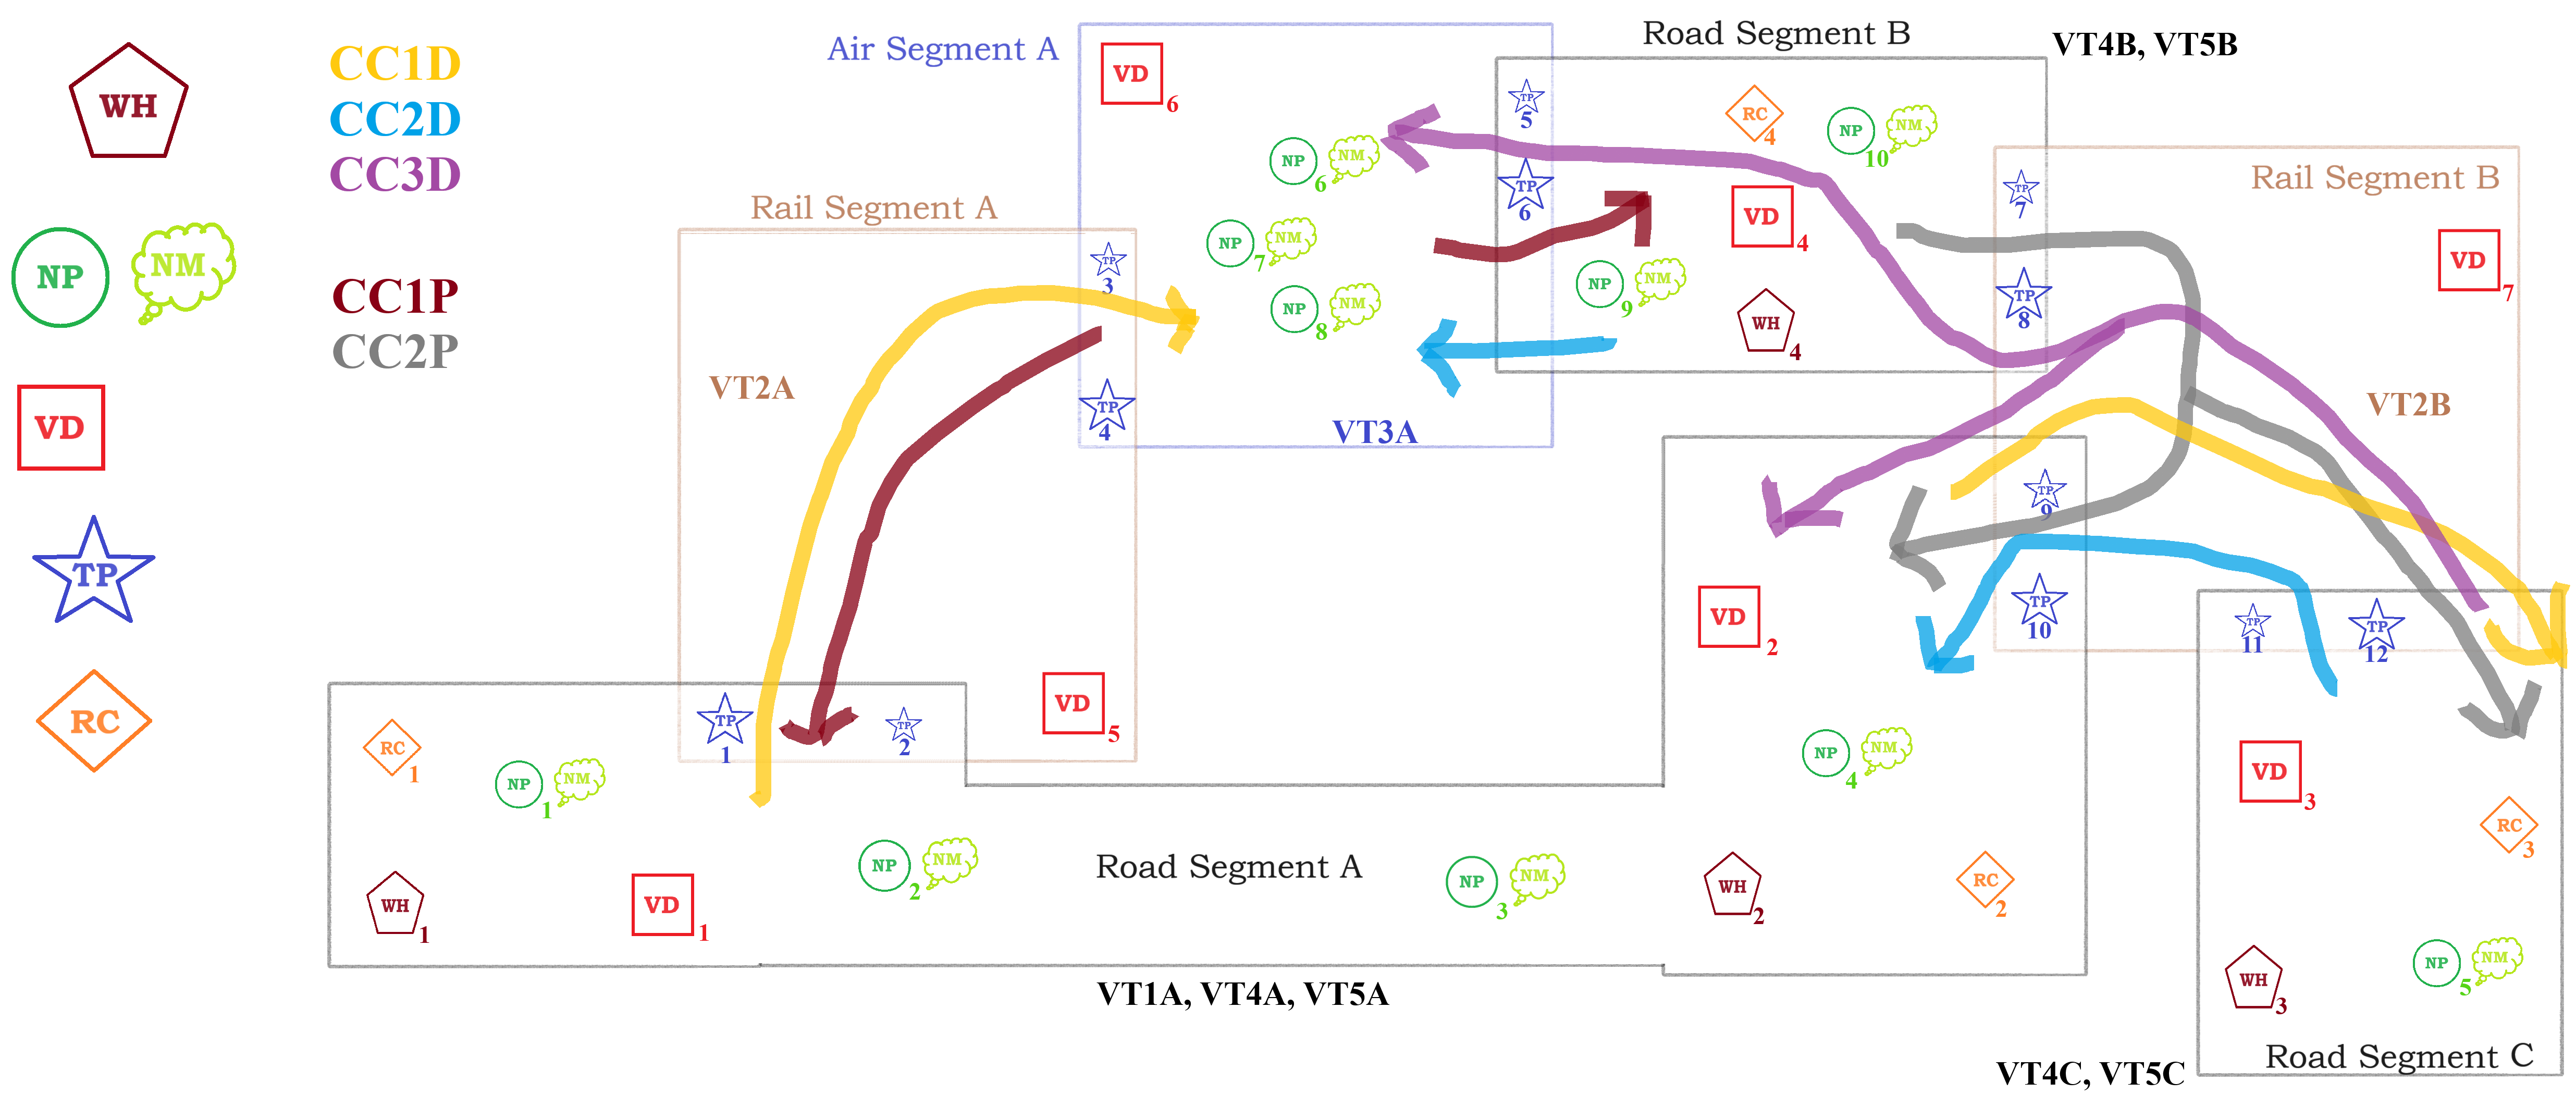 WH
NP NM
VD
TP
RC
CC1D
CC2D
CC3D
CC1P
CC2P
Air Segment A
VD 6
NP 6 NM
NP 7 NM
NP 8 NM
TP 3
TP 4
VT3A
Road Segment B
VT4B, VT5B
TP 5
TP 6
RC 4
NP 10 NM
VD 4
NP 9 NM
WH 4
Rail Segment B
TP 7
TP 8
VD 7
VT2B
TP 9
TP 10
TP 11
TP 12
Rail Segment A
VT2A
VD 5
TP 1
TP 2
RC 1
NP 1 NM
WH 1
VD 1
NP 2 NM
Road Segment A
NP 3 NM
VD 2
NP 4 NM
WH 2
RC 2
VT1A, VT4A, VT5A
VD 3
RC 3
WH 3
NP 5 NM
Road Segment C
VT4C, VT5C